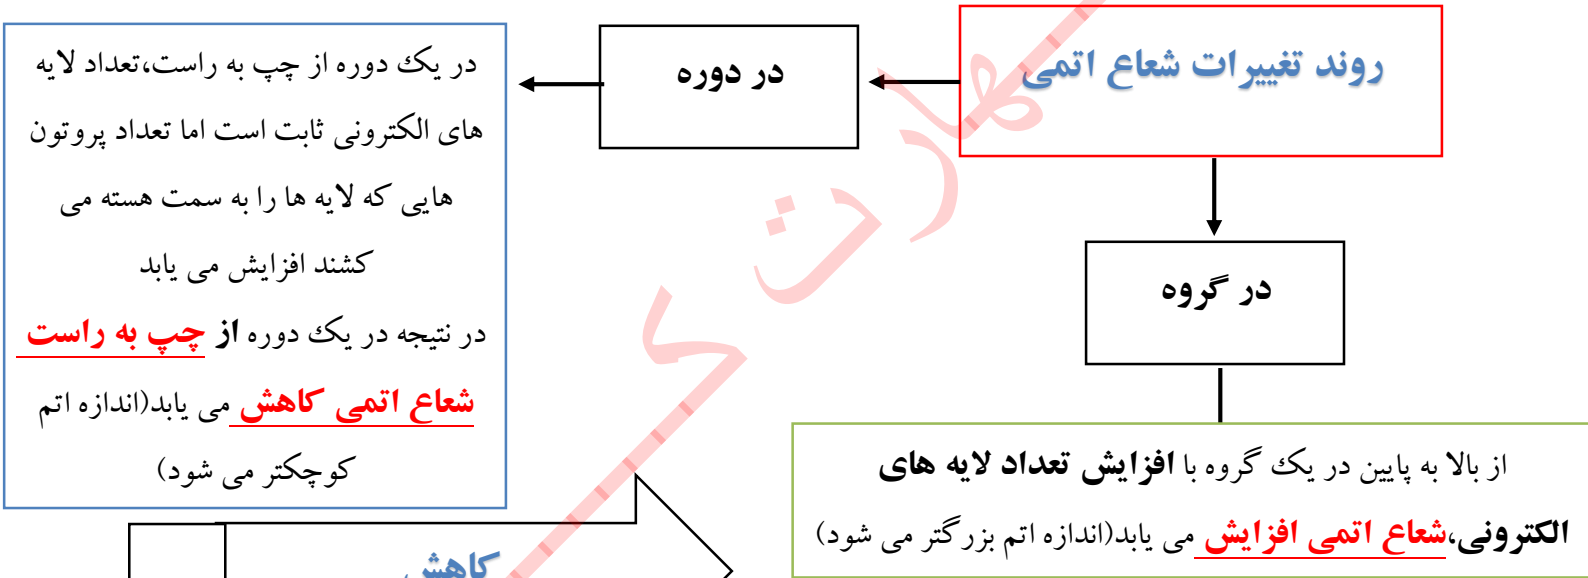 روند تغییرات شعاع اتمی
در دوره
در یک دوره از چپ به راست،تعداد لایه
های الکترونی ثابت است اما تعداد پروتون
هایی که لایه ها را به سمت هسته می
کشند افزایش می یابد
در نتیجه در یک دوره از چپ به راست
شعاع اتمی کاهش می یابد(اندازه اتم
کوچکتر می شود)
در گروه
از بالا به پایین در یک گروه با افزایش تعداد لایه های
الکترونی،شعاع اتمی افزایش می یابد(اندازه اتم بزرگتر می شود)
کاهش